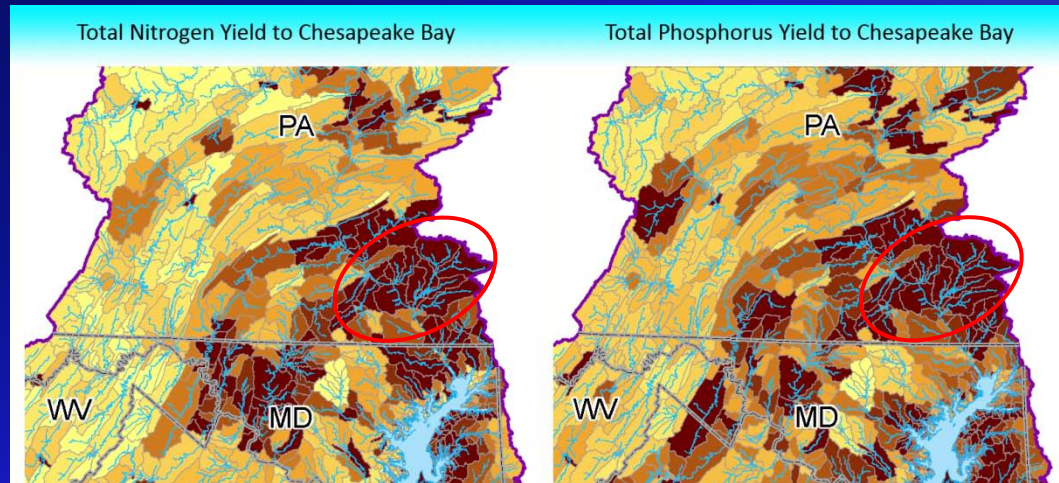 Total Nitrogen Yield to Chesapeake Bay
Total Phosphorus Yield to Chesapeake Bay
PA
PA
WV
MD
WV
MD